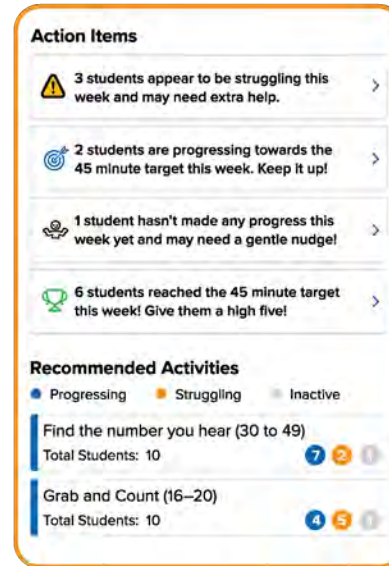 Action Items
3 students appear to be struggling this
week and may need extra help.
2 students are progressing towards the
45 minute target this week. Keep it up!
1 student hasn't made any progress this
week yet and may need a gentle nudge!
6 students reached the 45 minute target
this week! Give them a high five!
Recommended Activities
Progressing Struggling Inactive
Find the number you hear (30 to 49)
Total Students: 10 7 2 1
Grab and Count (16–20)
Total Students: 10 4 5 1